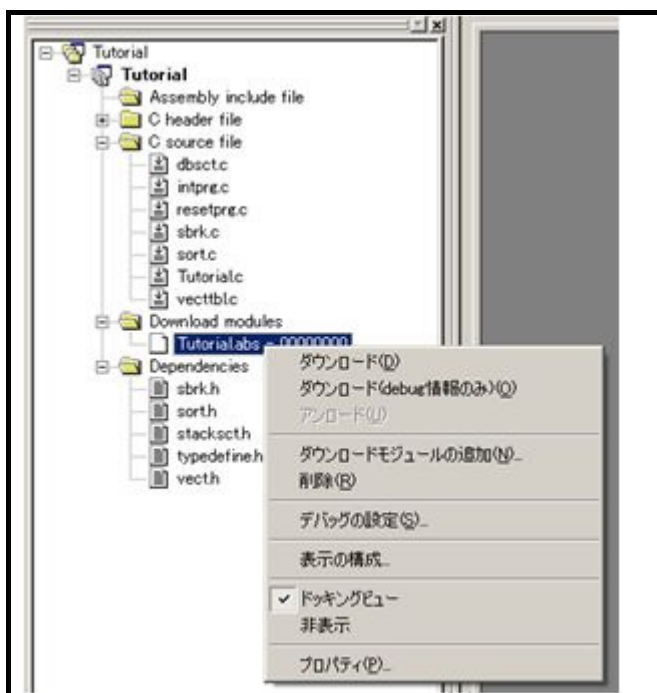 Tutorial
Tutorial
Assembly include file
C header file
C source file
dbsct.c
intprg.c
resetprg.c
sbrk.c
sort.c
Tutorial.c
vecttbl.c
Download modules
Tutorial.abs - 00000000
Dependencies
sbrk.h
sort.h
stacksct.h
typedefine.h
vect.h
ダウンロード(D)
ダウンロード(debug情報のみ)(O)
アンロード(U)
ダウンロードモジュールの追加(N)...
削除(R)
デバッグの設定(S)...
表示の構成...
ドッキングビュー
非表示
プロパティ(P)...